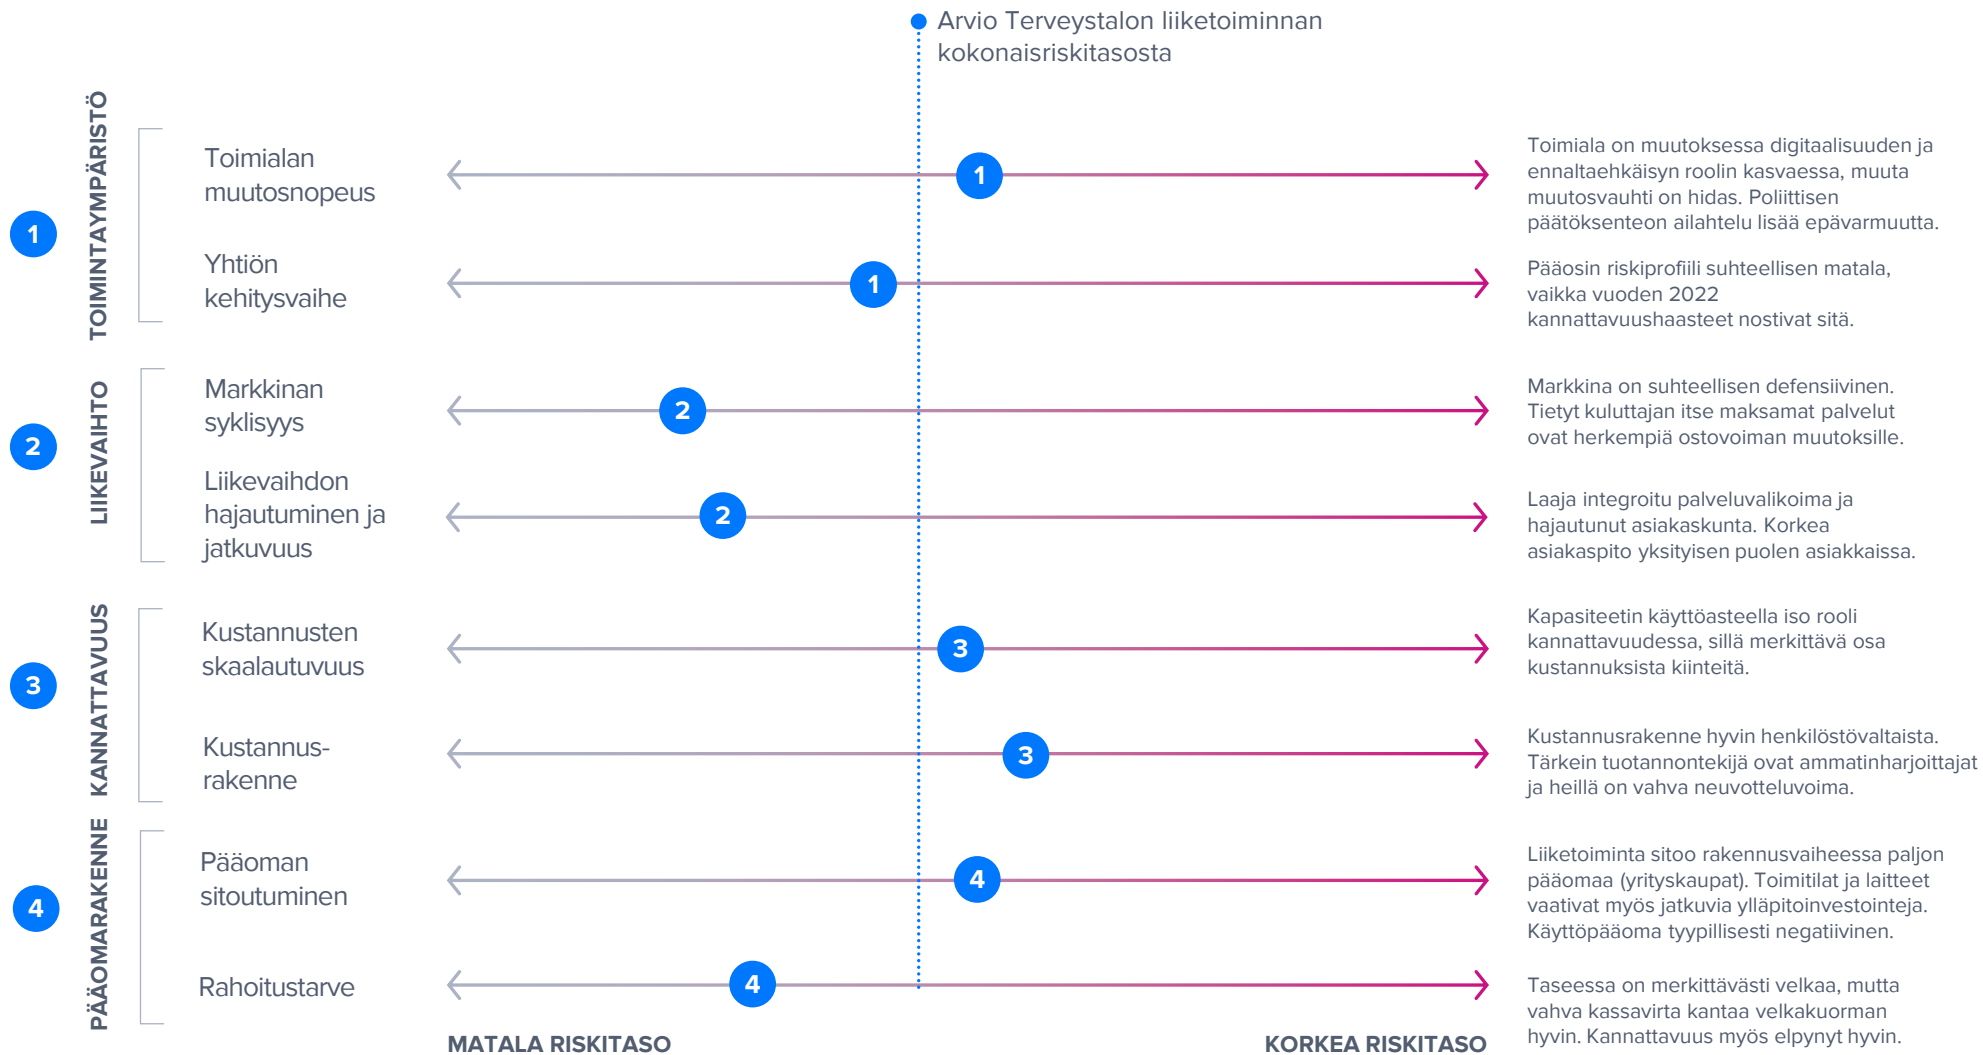 Arvio Terveystalon liiketoiminnan
kokonaisriskitasosta
1
TOIMINTAYMPÄRISTÖ
Toimialan
muutosnopeus
1
Toimiala on muutoksessa digitaalisuuden ja
ennaltaehkäisyn roolin kasvaessa, muuta
muutosvauhti on hidas. Poliittisen
päätöksenteon ailahtelu lisää epävarmuutta.
Yhtiön
kehitysvaihe
1
Pääosin riskiprofiili suhteellisen matala,
vaikka vuoden 2022
kannattavuushaasteet nostivat sitä.
2
LIIKEVAIHTO
Markkinan
syklisyys
2
Markkina on suhteellisen defensiivinen.
Tietyt kuluttajan itse maksamat palvelut
ovat herkempiä ostovoiman muutoksille.
Liikevaihdon
hajautuminen ja
jatkuvuus
2
Laaja integroitu palveluvalikoima ja
hajautunut asiakaskunta. Korkea
asiakaspito yksityisen puolen asiakkaissa.
3
KANNATTAVUUS
Kustannusten
skaalautuvuus
3
Kapasiteetin käyttöasteella iso rooli
kannattavuudessa, sillä merkittävä osa
kustannuksista kiinteitä.
Kustannus-
rakenne
3
Kustannusrakenne hyvin henkilöstövaltaista.
Tärkein tuotannontekijä ovat ammatinharjoittajat
ja heillä on vahva neuvotteluvoima.
4
PÄÄOMARAKENNE
Pääoman
sitoutuminen
4
Liiketoiminta sitoo rakennusvaiheessa paljon
pääomaa (yrityskaupat). Toimitilat ja laitteet
vaativat myös jatkuvia ylläpitoinvestointeja.
Käyttöpääoma tyypillisesti negatiivinen.
Rahoitustarve
4
Taseessa on merkittävästi velkaa, mutta
vahva kassavirta kantaa velkakuorman
hyvin. Kannattavuus myös elpynyt hyvin.
MATALA RISKITASO
KORKEA RISKITASO